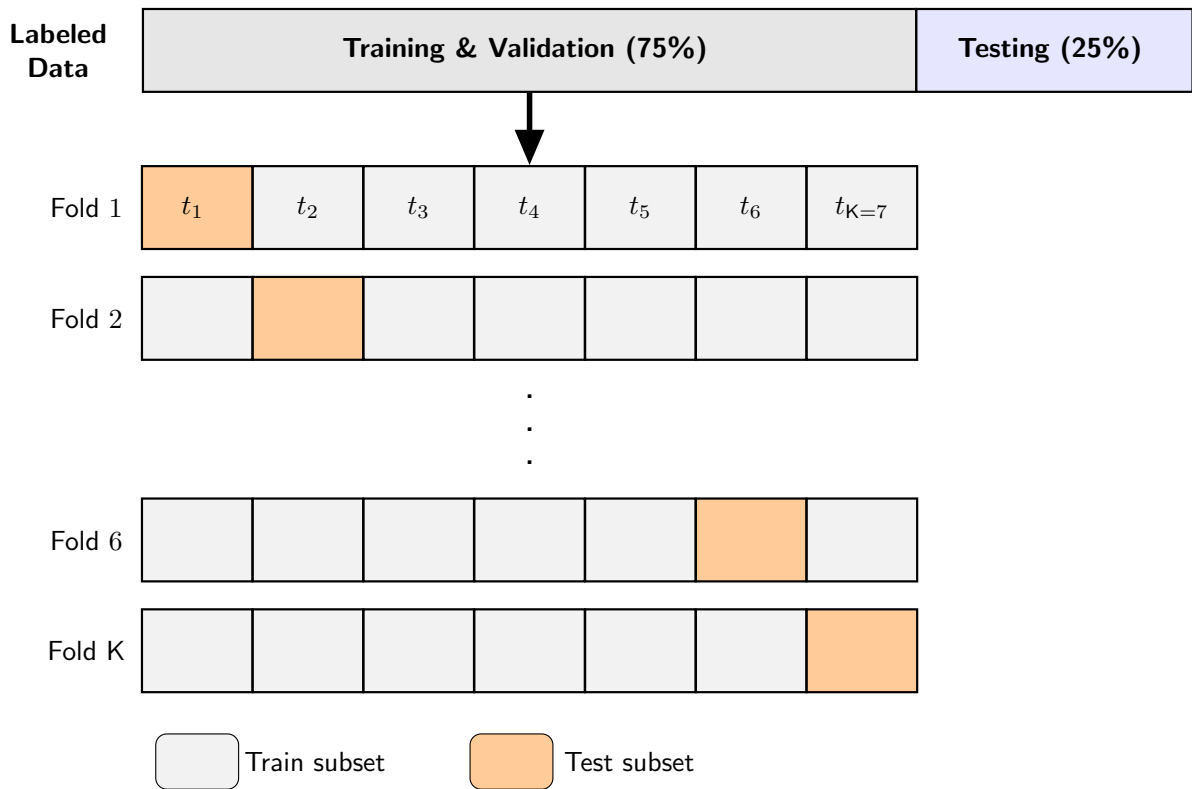 Labeled
Data
Training & Validation (75%)
Testing (25%)
Fold 1
t₁ t₂ t₃ t₄ t₅ t₆ t_K=7
Fold 2
.
.
.
Fold 6
Fold K
Train subset
Test subset